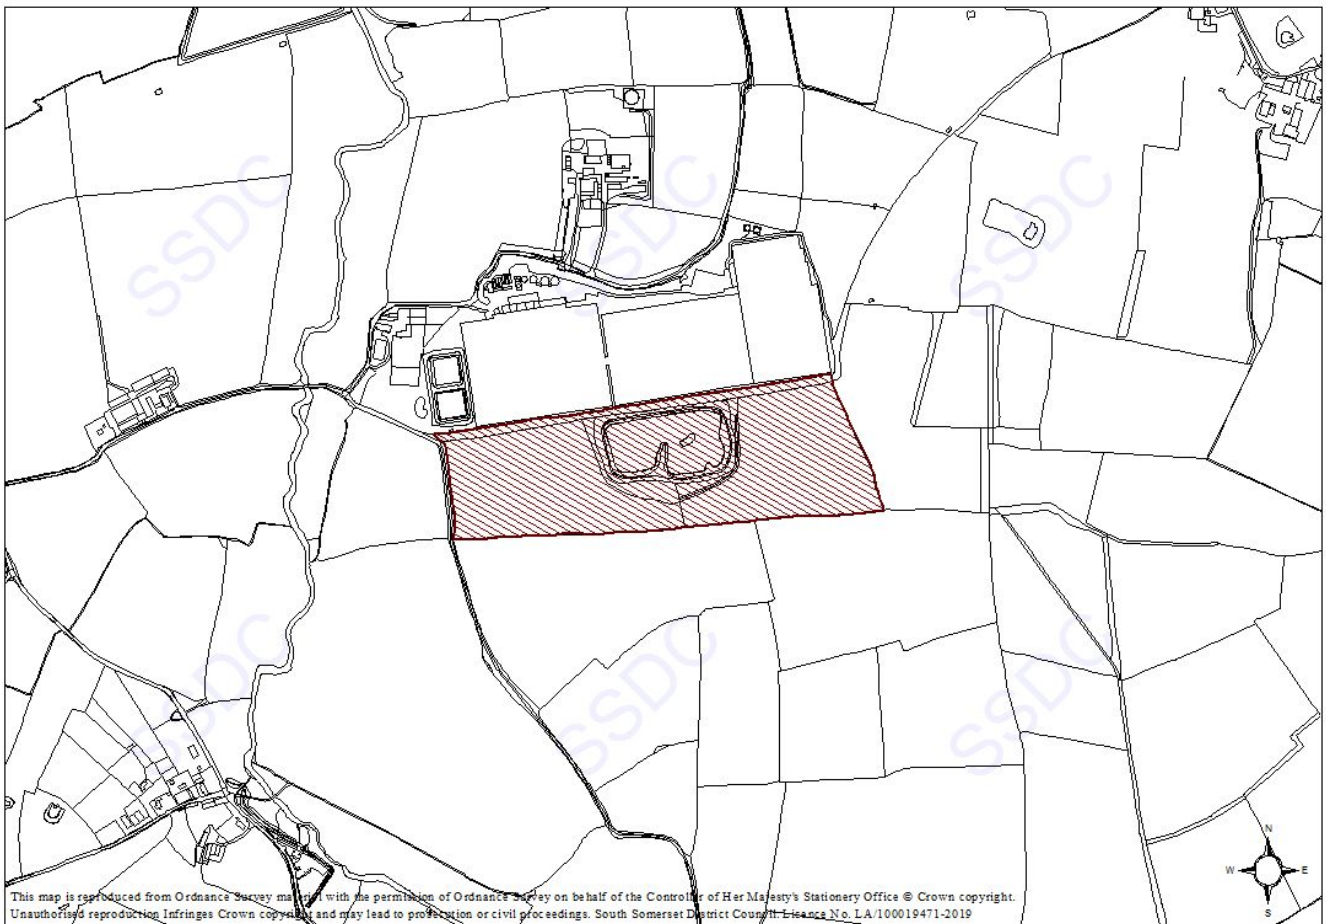 SSDC SSDC SSDC
N
W E
S
SSDC SSDC SSDC
This map is reproduced from Ordnance Survey material with the permission of Ordnance Survey on behalf of the Controller of Her Majesty's Stationery Office © Crown copyright.
Unauthorised reproduction infringes Crown copyright and may lead to prosecution or civil proceedings. South Somerset District Council. Licence No. LA/100019471-2019